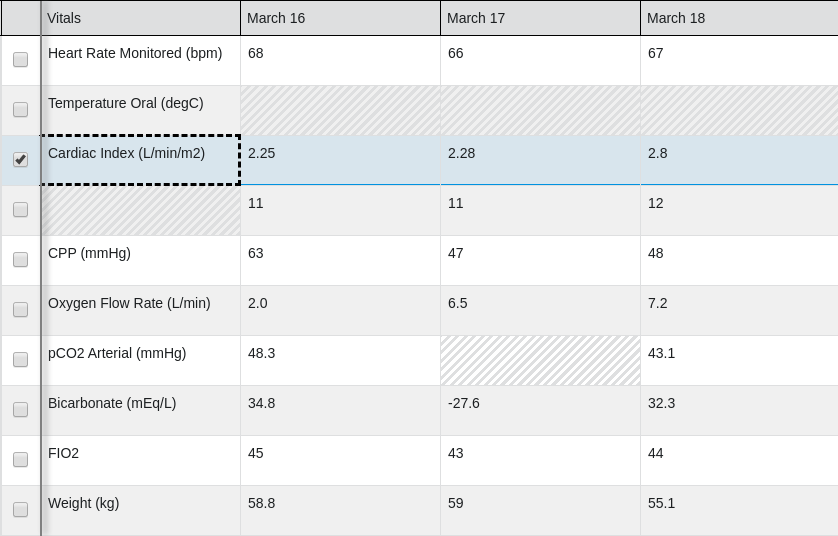 Vitals March 16 March 17 March 18
Heart Rate Monitored (bpm) 68 66 67
Temperature Oral (degC)
Cardiac Index (L/min/m2) 2.25 2.28 2.8
11 11 12
CPP (mmHg) 63 47 48
Oxygen Flow Rate (L/min) 2.0 6.5 7.2
pCO2 Arterial (mmHg) 48.3 43.1
Bicarbonate (mEq/L) 34.8 -27.6 32.3
FIO2 45 43 44
Weight (kg) 58.8 59 55.1